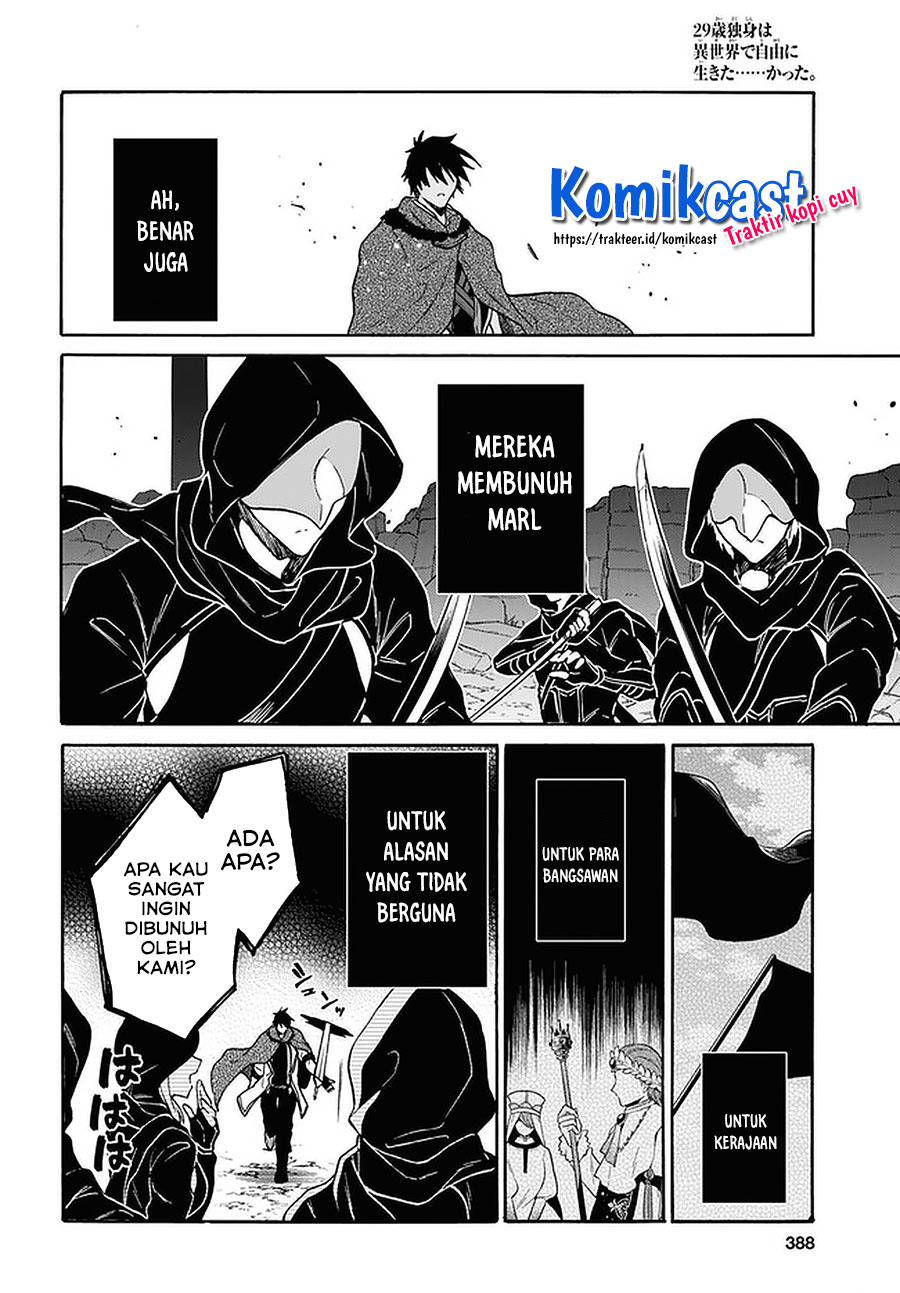 29歳独身は
異世界で自由に
生きた……かった。
Komikcast
Traktir kopi cuy
https://trakteer.id/komikcast
AH,
BENAR
JUGA
MEREKA
MEMBUNUH
MARL
UNTUK
KERAJAAN
UNTUK PARA
BANGSAWAN
UNTUK
ALASAN
YANG TIDAK
BERGUNA
ADA
APA?
APA KAU
SANGAT
INGIN
DIBUNUH
OLEH
KAMI?
ははは
388